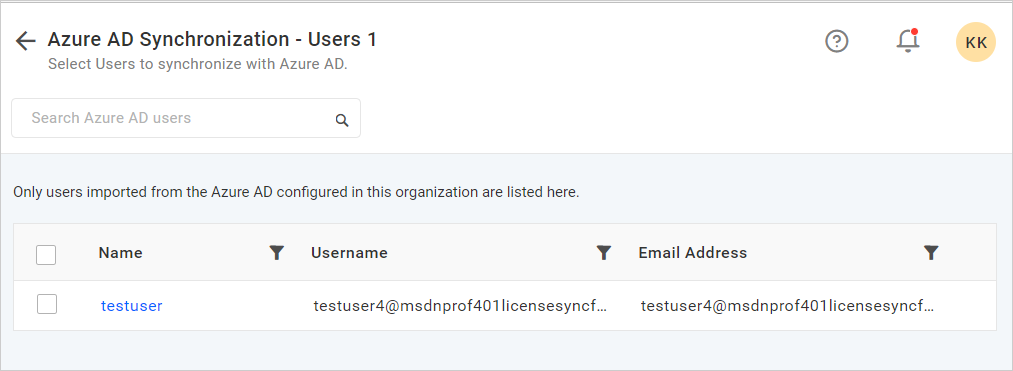 Azure AD Synchronization - Users 1
Select Users to synchronize with Azure AD.
KK
Search Azure AD users
Only users imported from the Azure AD configured in this organization are listed here.
Name Username Email Address
testuser testuser4@msdnprof401licensesyncf... testuser4@msdnprof401licensesyncf...